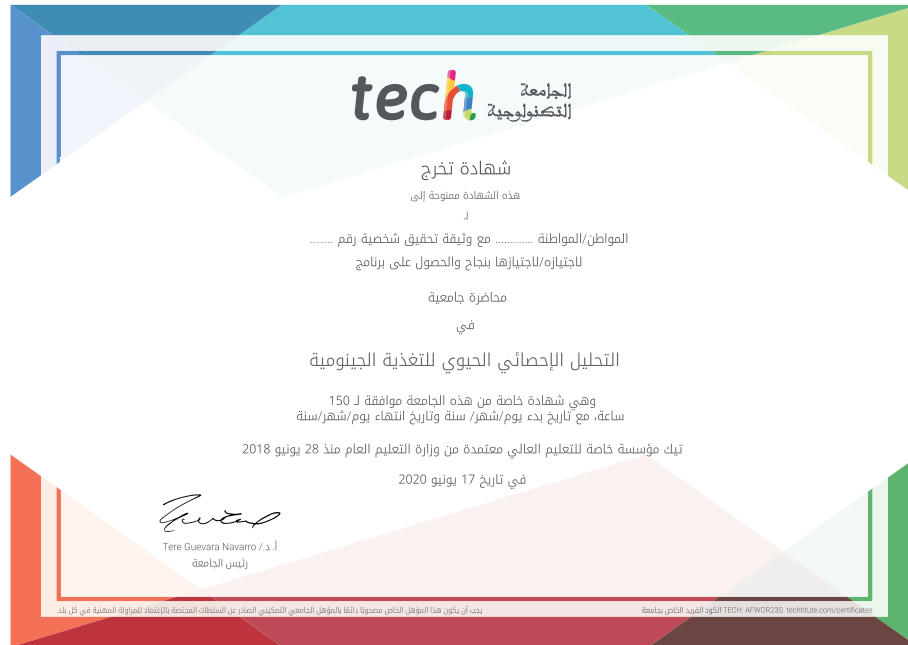 tech الجامعة
التكنولوجية
شهادة تخرج
هذه الشهادة ممنوحة إلى
لـ
المواطن/المواطنة ............ مع وثيقة تحقيق شخصية رقم ........
لاجتيازه/لاجتيازها بنجاح والحصول على برنامج
محاضرة جامعية
في
التحليل الإحصائي الحيوي للتغذية الجينومية
وهي شهادة خاصة من هذه الجامعة موافقة لـ 150
ساعة، مع تاريخ بدء يوم/شهر/ سنة وتاريخ انتهاء يوم/شهر/سنة
تيك مؤسسة خاصة للتعليم العالي معتمدة من وزارة التعليم العام منذ 28 يونيو 2018
في تاريخ 17 يونيو 2020
أ. د./ Tere Guevara Navarro
رئيس الجامعة
الكود الفريد الخاص بجامعة TECH: AFWOR23S techtitute.com/certificates
يجب أن يكون هذا المؤهل الخاص مصحوبًا دائمًا بالمؤهل الجامعي التمكيني الصادر عن السلطات المختصة بالإعتماد للمزاولة المهنية في كل بلد.